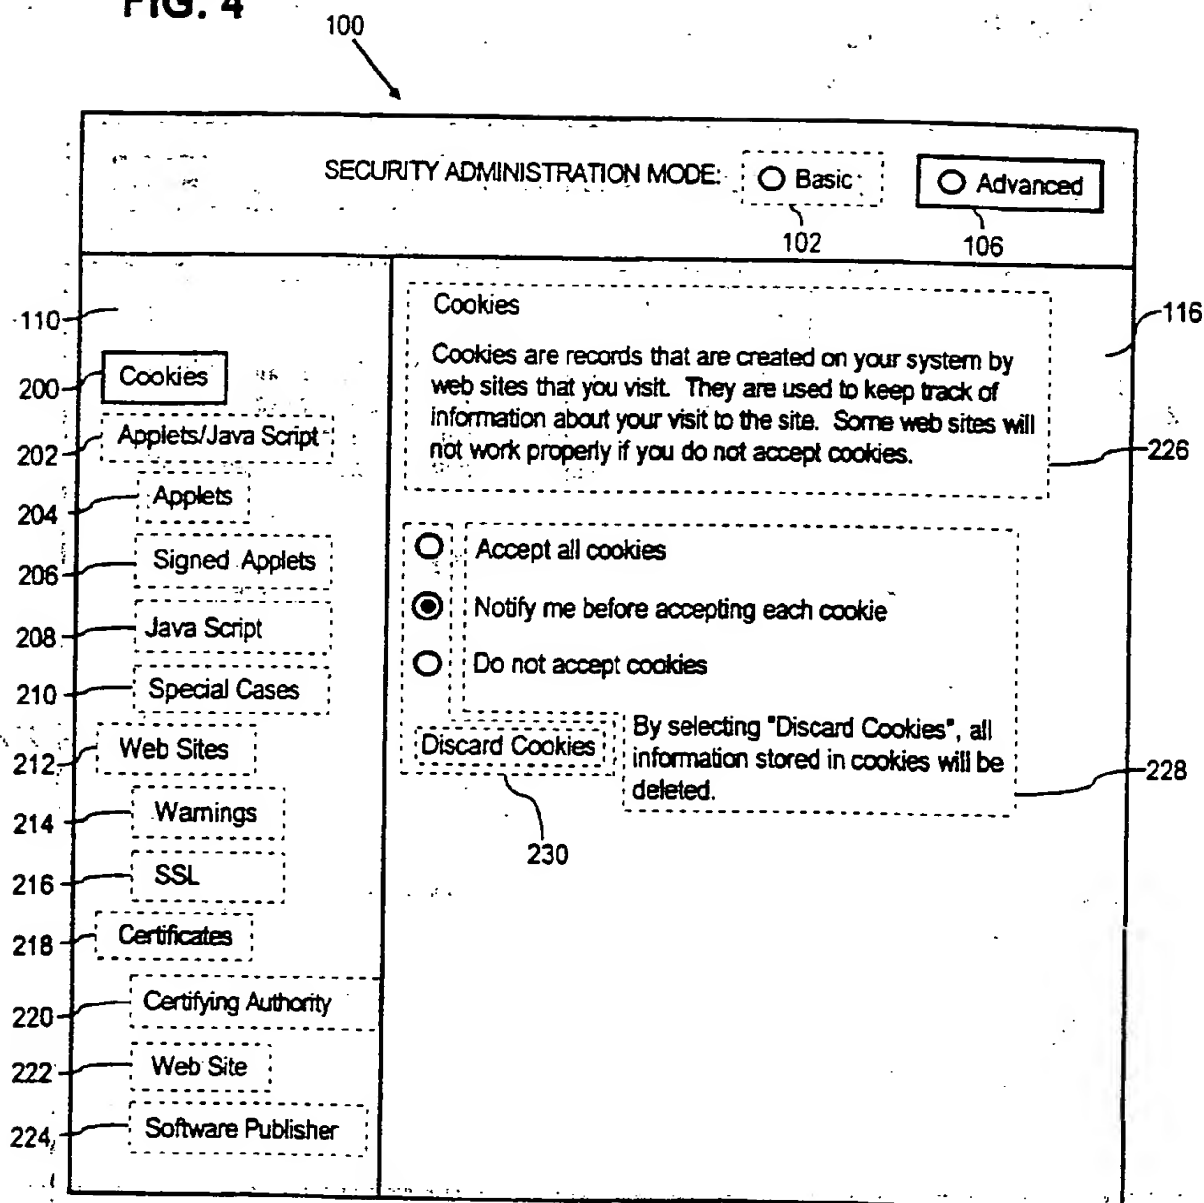 FIG. 4
100
SECURITY ADMINISTRATION MODE:
Basic
Advanced
102
106
110
116
Cookies
Cookies are records that are created on your system by
web sites that you visit. They are used to keep track of
information about your visit to the site. Some web sites will
not work properly if you do not accept cookies.
226
200
Cookies
202
Applets/Java Script
204
Applets
206
Signed Applets
208
Java Script
210
Special Cases
212
Web Sites
214
Warnings
216
SSL
218
Certificates
220
Certifying Authority
222
Web Site
224
Software Publisher
Accept all cookies
Notify me before accepting each cookie
Do not accept cookies
Discard Cookies
By selecting "Discard Cookies", all
information stored in cookies will be
deleted.
228
230